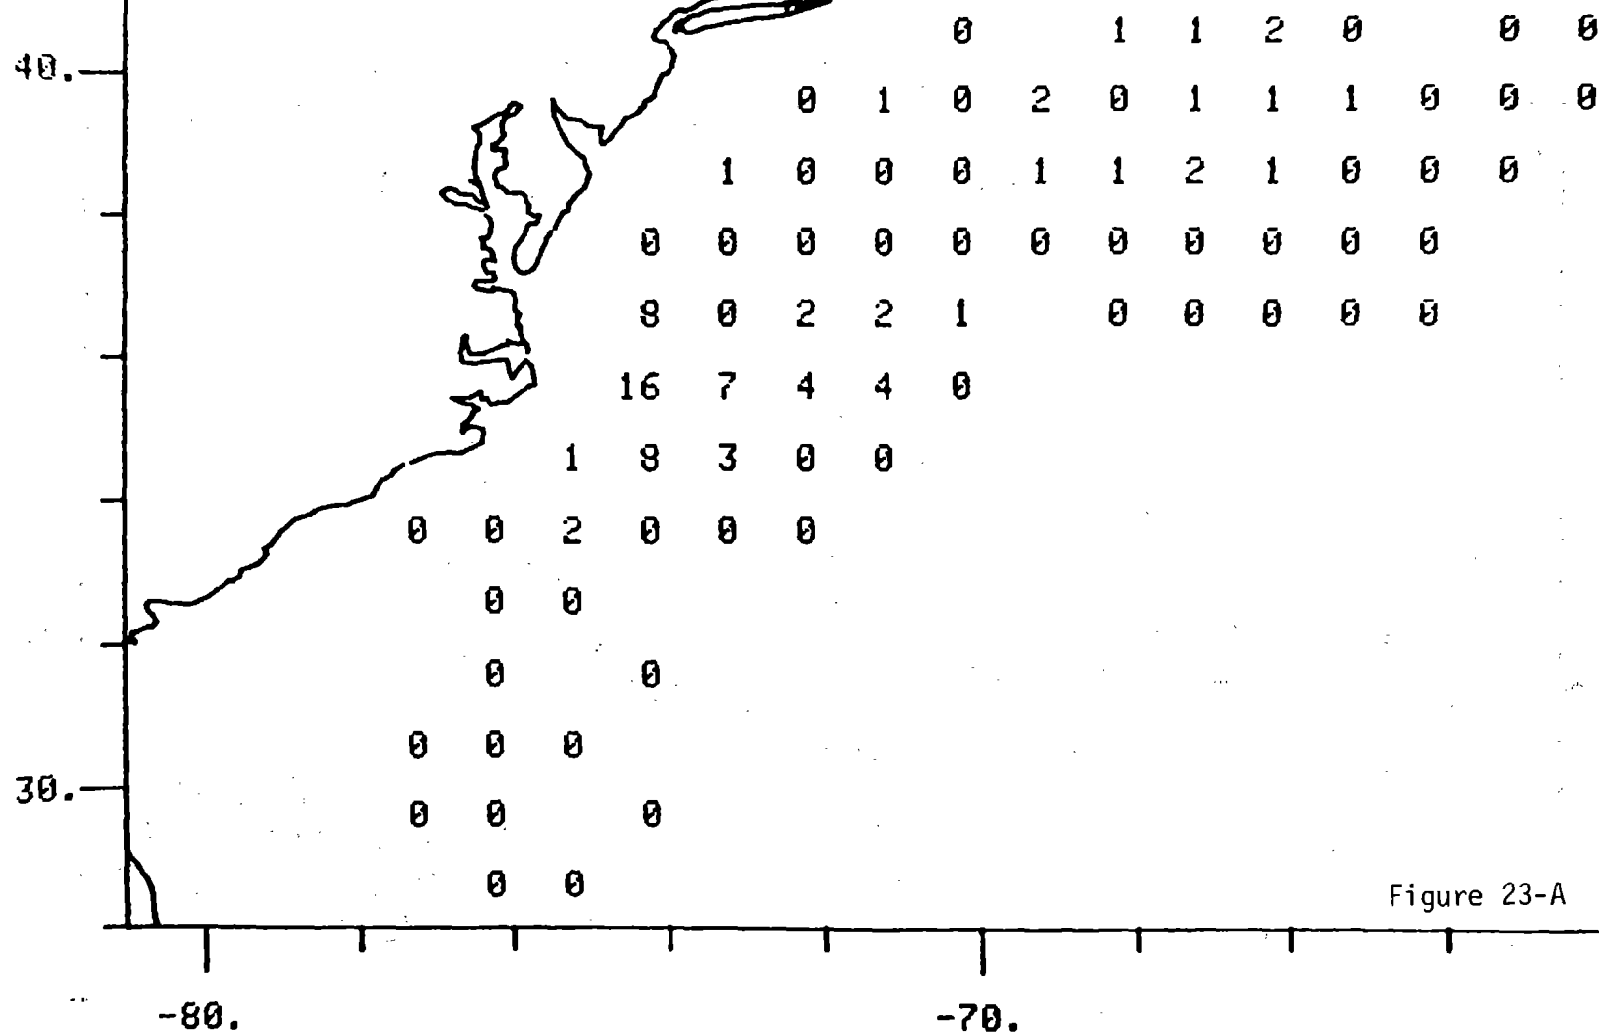 0 1 1 2 0 0 0
40.
0 1 0 2 0 1 1 1 0 0 0
1 0 0 0 1 1 2 1 0 0 0
0 0 0 0 0 0 0 0 0 0 0
8 0 2 2 1 0 0 0 0 0
16 7 4 4 0
1 8 3 0 0
0 0 2 0 0 0
0 0
0 0
0 0 0
30.
0 0 0
0 0
Figure 23-A
-80. -70.